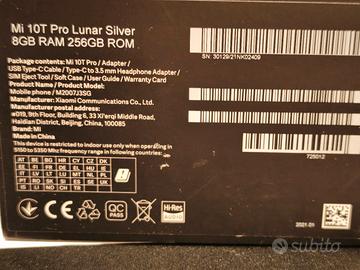 Mi 10T Pro Lunar Silver
8GB RAM 256GB ROM
Package contents: Mi 10T Pro / Adapter /
USB Type-C Cable / Type-C to 3.5 mm Headphone Adapter /
SIM Eject Tool / Soft Case / User Guide / Warranty Card
Product Name / Product Model:
Mobile phone / M2007J3SG
Manufacturer: Xiaomi Communications Co., Ltd.
#019, 9th Floor, Building 6, 33 Xi'erqi Middle Road,
Haidian District, Beijing, China, 100085
Brand: MI
This device is restricted to indoor use only when operating in
5150 to 5350 Mhz frequency range in following countries:
AT BE BG HR CY CZ DK
EE FI FR DE EL HU IE
IT LV LT LU MT NL PL
PT RO SK SI ES SE UK
IS LI NO CH TR
SN: 30129/21NK02409
725012
CE
QC
PASS
Hi-Res
AUDIO
2021-01
subito